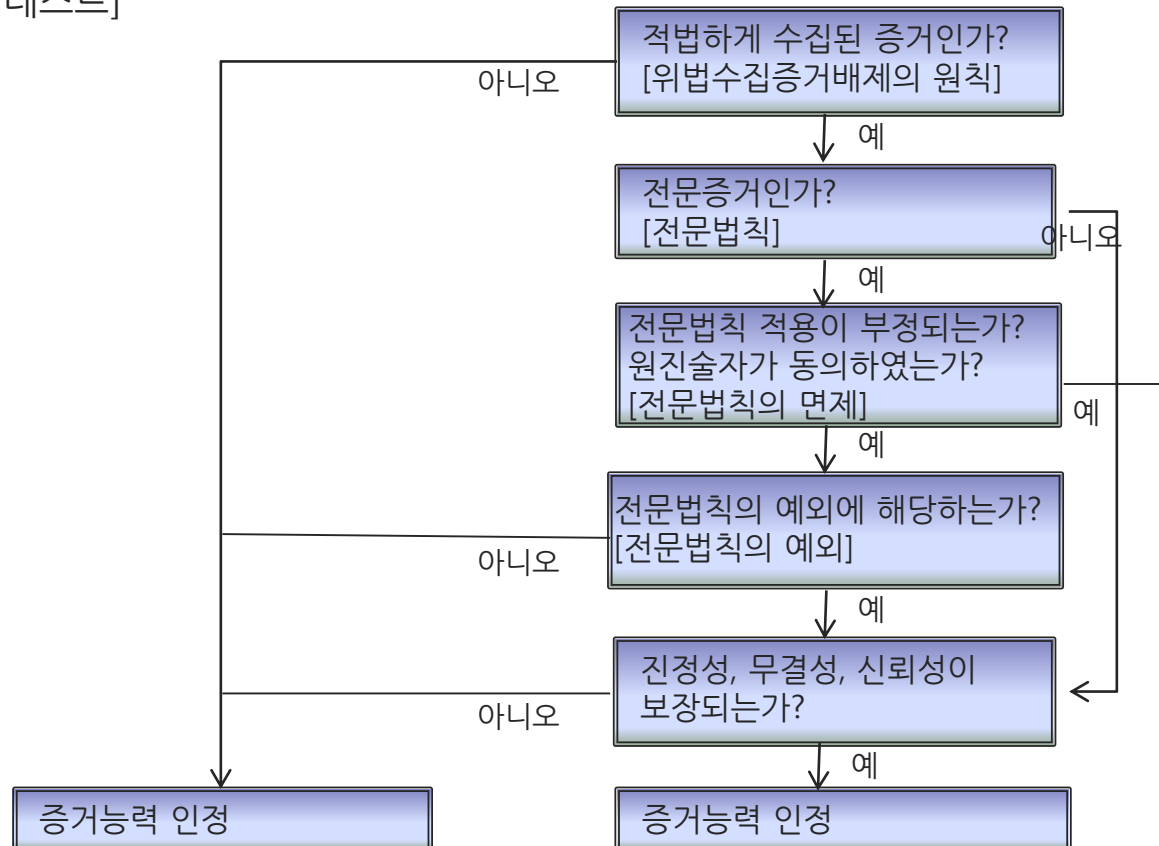 테스트]
적법하게 수집된 증거인가?
[위법수집증거배제의 원칙]
아니오
예
전문증거인가?
[전문법칙]
아니오
예
전문법칙 적용이 부정되는가?
원진술자가 동의하였는가?
[전문법칙의 면제]
예
예
전문법칙의 예외에 해당하는가?
[전문법칙의 예외]
아니오
예
진정성, 무결성, 신뢰성이
보장되는가?
아니오
예
증거능력 인정
증거능력 인정